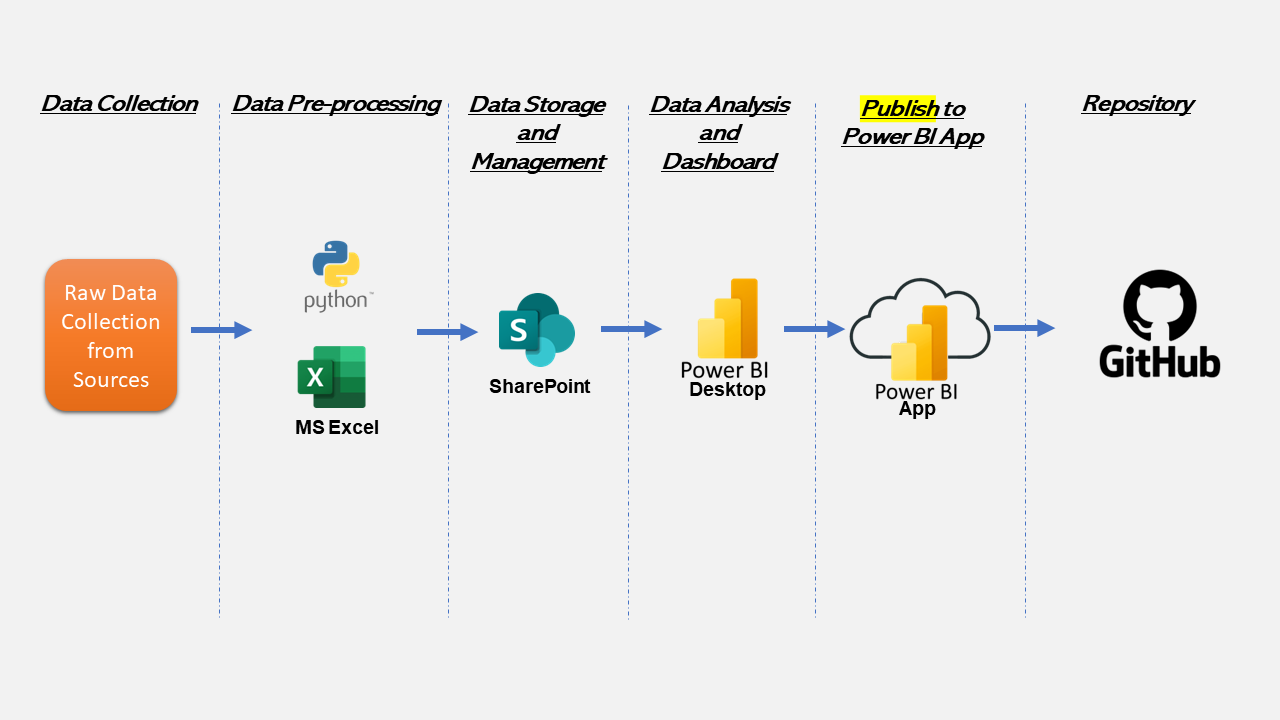 Data Collection
Data Pre-processing
Data Storage
and
Management
Data Analysis
and
Dashboard
Publish to
Power BI App
Repository
Raw Data
Collection
from
Sources
python™
X
MS Excel
S
SharePoint
Power BI
Desktop
Power BI
App
GitHub